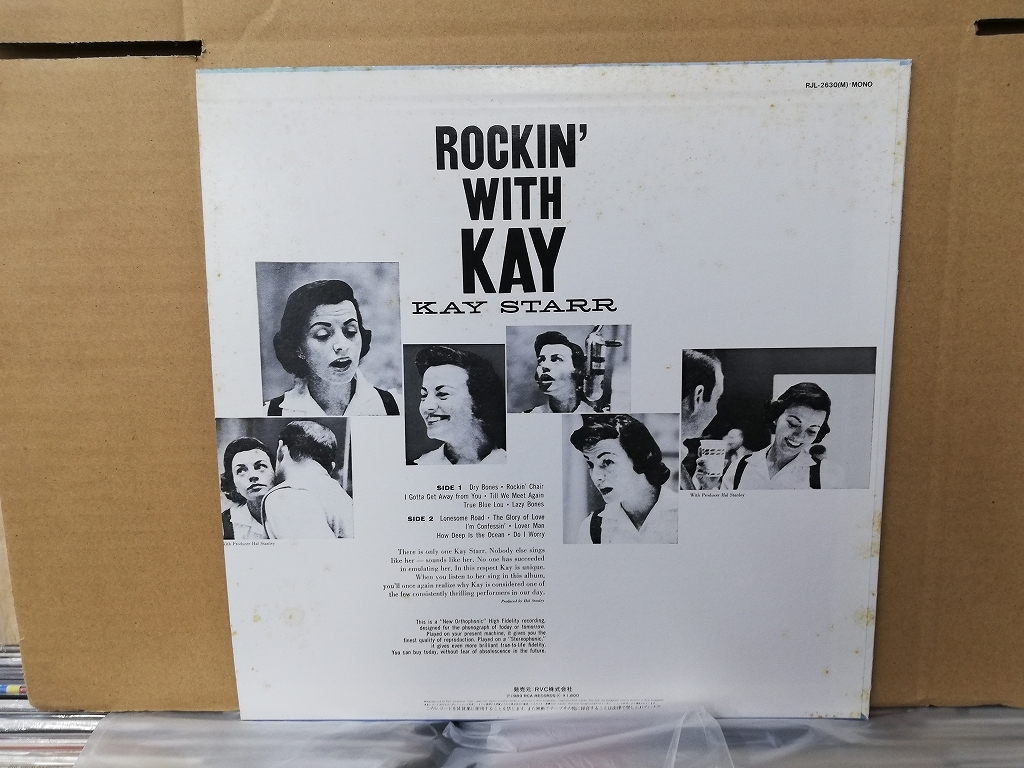 RJL-2630(M)·MONO
ROCKIN'
WITH
KAY
KAY STARR
With Producer Hal Stanley
With Producer Hal Stanley
SIDE 1 Dry Bones • Rockin' Chair
I Gotta Get Away from You • Till We Meet Again
True Blue Lou • Lazy Bones
SIDE 2 Lonesome Road • The Glory of Love
I'm Confessin' • Lover Man
How Deep Is the Ocean • Do I Worry
There is only one Kay Starr. Nobody else sings
like her — sounds like her. No one has succeeded
in emulating her. In this respect Kay is unique.
When you listen to her sing in this album,
you'll once again realize why Kay is considered one of
the few consistently thrilling performers in our day.
Produced by Hal Stanley
This is a "New Orthophonic" High Fidelity recording,
designed for the phonograph of today or tomorrow.
Played on your present machine, it gives you the
finest quality of reproduction. Played on a "Stereophonic,"
it gives even more brilliant true-to-life fidelity.
You can buy today, without fear of obsolescence in the future.
発売元:RVC株式会社